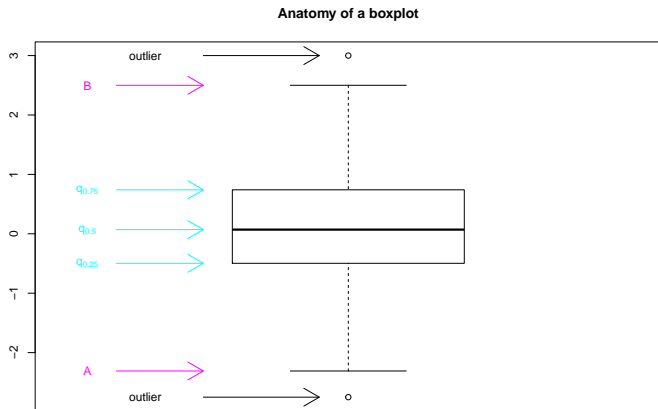 Anatomy of a boxplot
3
outlier
B
2
1
q0.75
0
q0.5
q0.25
−1
−2
A
outlier